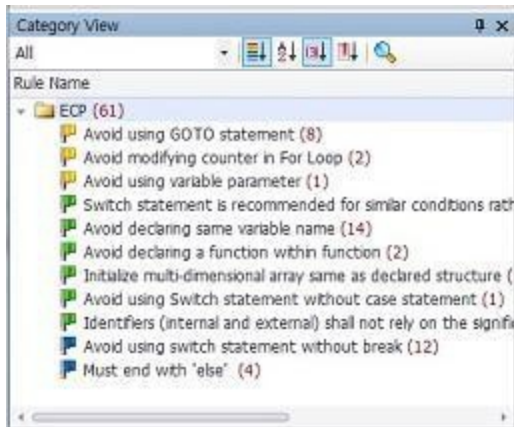 Category View
All
Rule Name
ECP (61)
Avoid using GOTO statement (8)
Avoid modifying counter in For Loop (2)
Avoid using variable parameter (1)
Switch statement is recommended for similar conditions rath
Avoid declaring same variable name (14)
Avoid declaring a function within function (2)
Initialize multi-dimensional array same as declared structure (
Avoid using Switch statement without case statement (1)
Identifiers (internal and external) shall not rely on the signific
Avoid using switch statement without break (12)
Must end with 'else' (4)